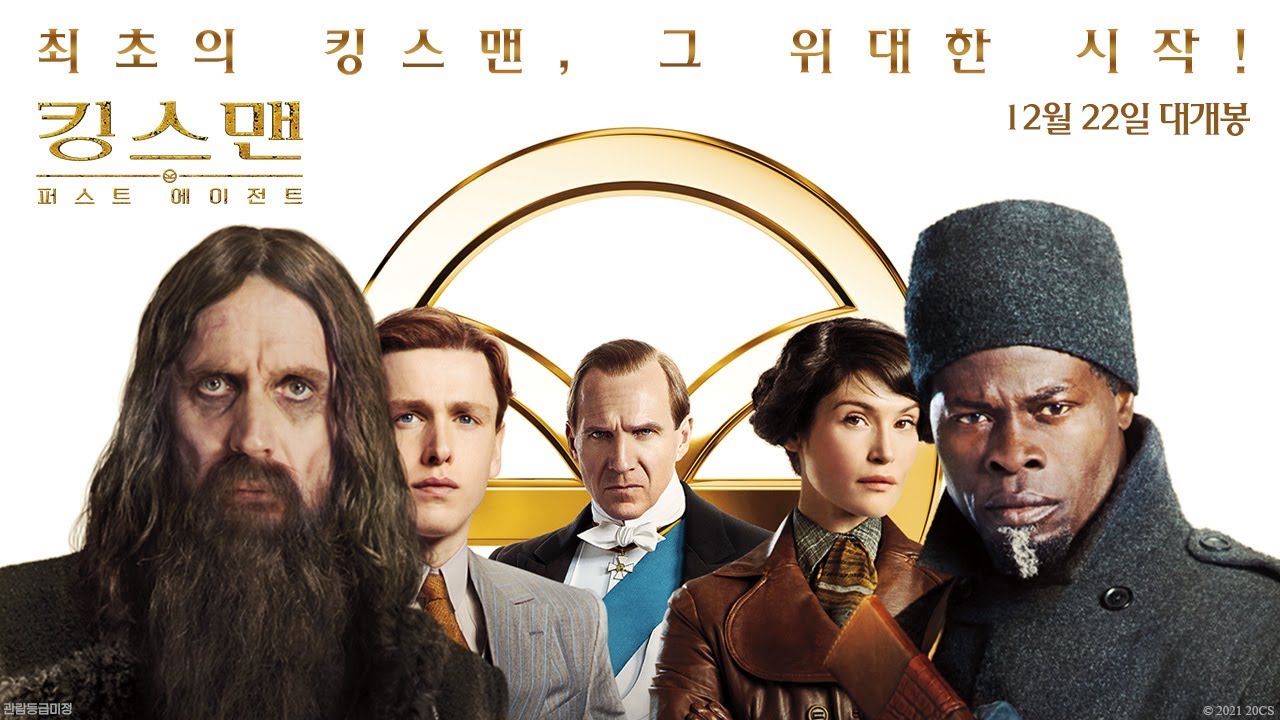 최초의 킹스맨, 그 위대한 시작!
킹스맨
퍼스트 에이전트
12월 22일 대개봉
관람등급미정
© 2021 20CS